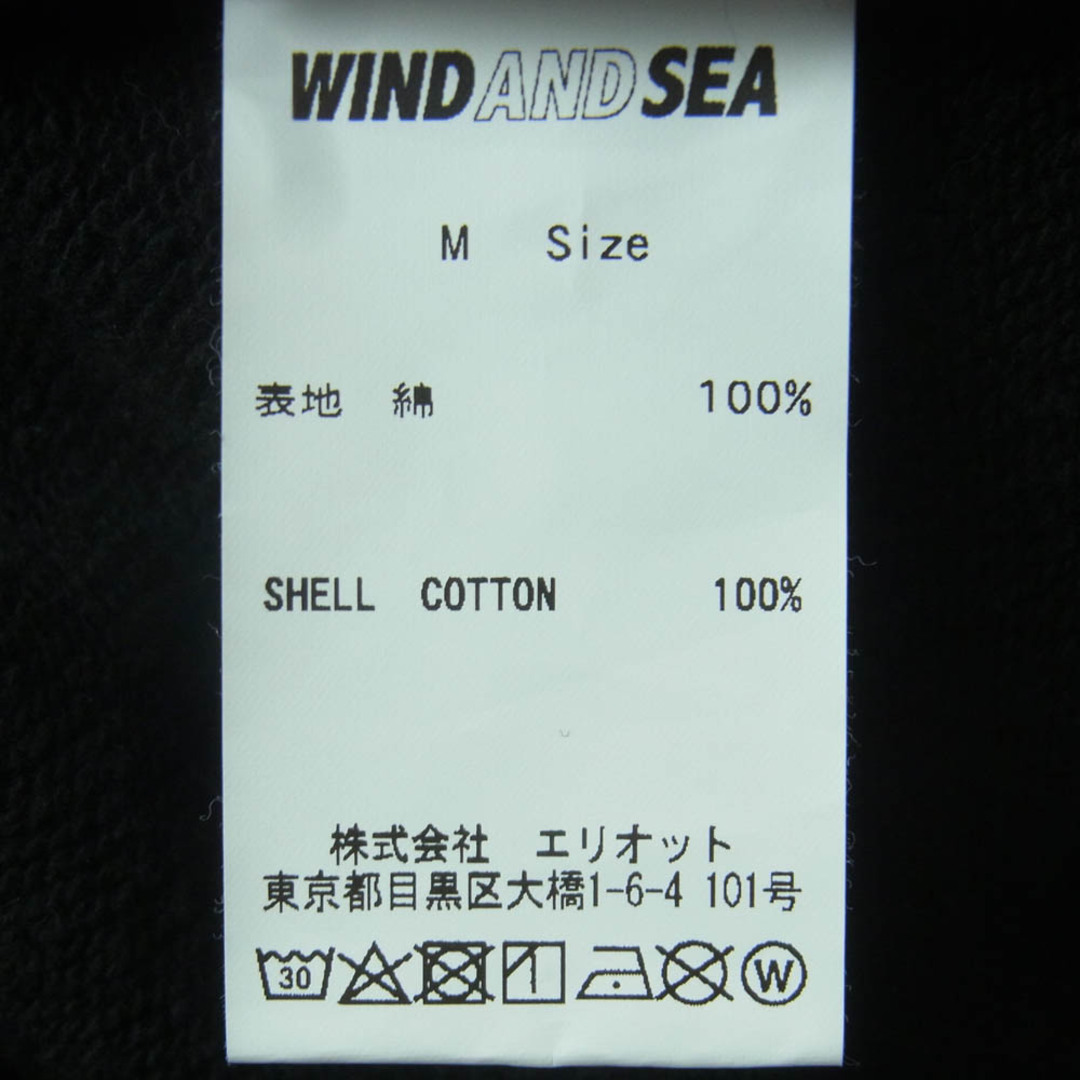 WINDANDSEA
M Size
表地 綿 100%
SHELL COTTON 100%
株式会社 エリオット
東京都目黒区大橋1-6-4 101号
30 W